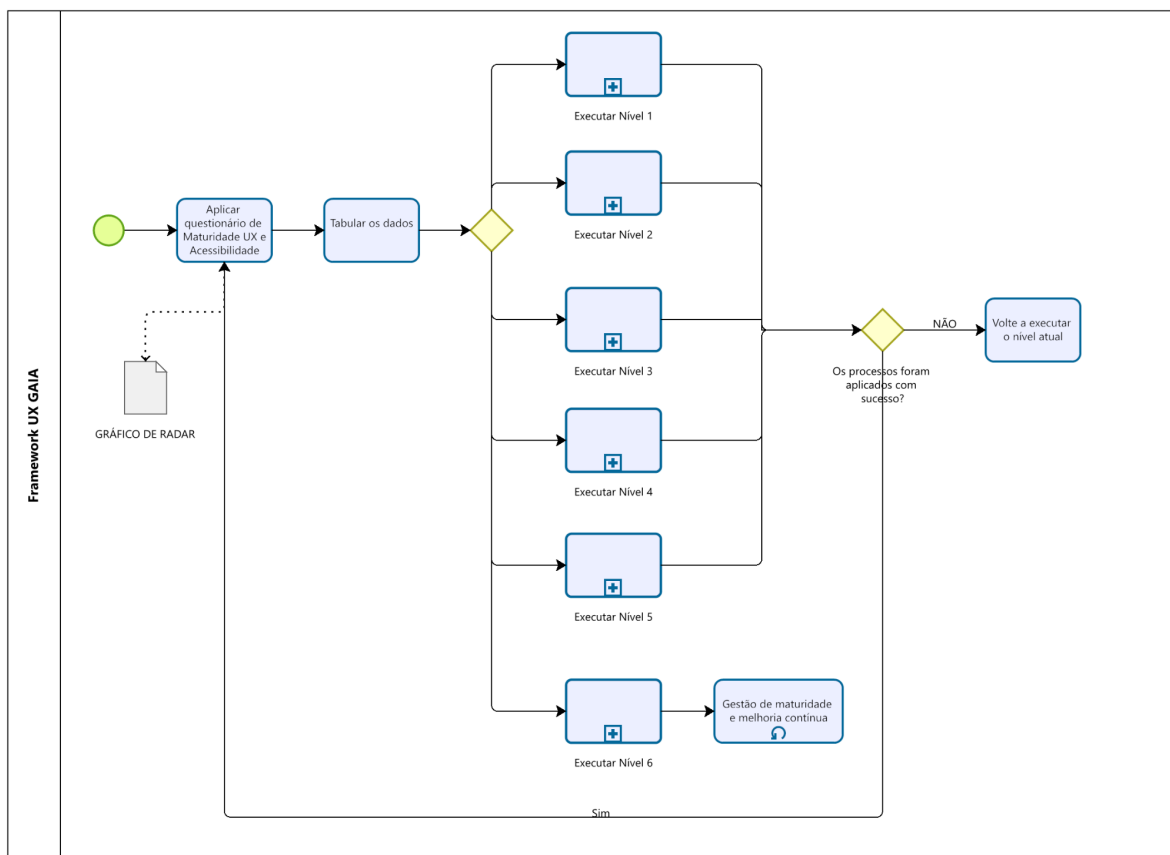 Framework UX GAIA
Aplicar
questionário de
Maturidade UX e
Acessibilidade
Tabular os dados
GRÁFICO DE RADAR
Executar Nível 1
Executar Nível 2
Executar Nível 3
Executar Nível 4
Executar Nível 5
Executar Nível 6
Gestão de maturidade
e melhoria contínua
Os processos foram
aplicados com
sucesso?
NÃO
Volte a executar
o nivel atual
Sim